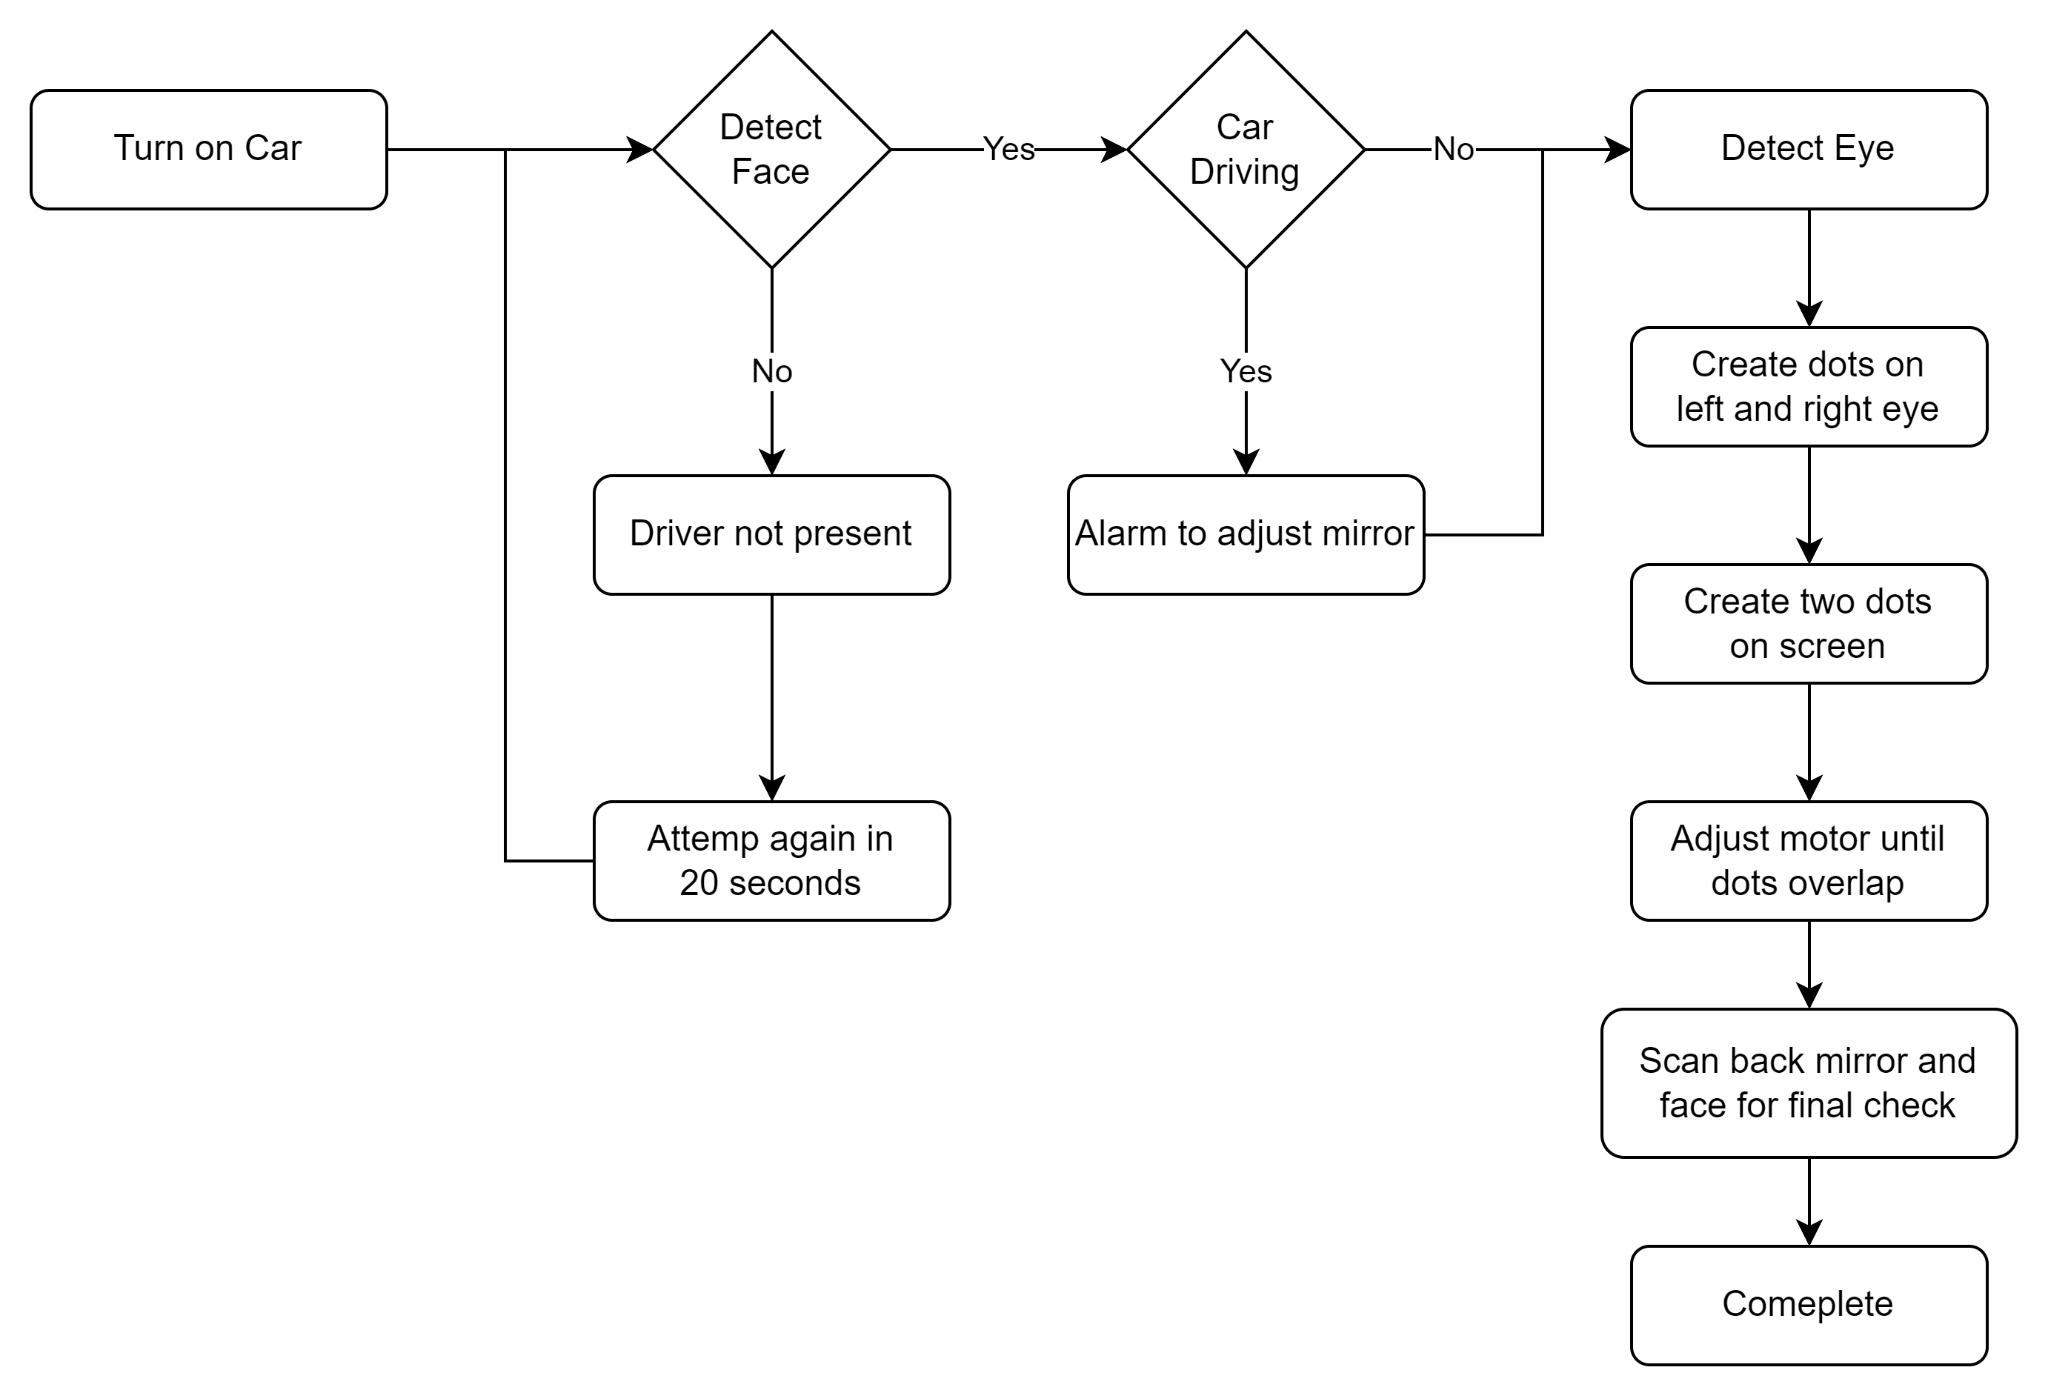 Turn on Car
Detect
Face
Yes
Car
Driving
No
Detect Eye
No
Yes
Create dots on
left and right eye
Driver not present
Alarm to adjust mirror
Create two dots
on screen
Attemp again in
20 seconds
Adjust motor until
dots overlap
Scan back mirror and
face for final check
Comeplete